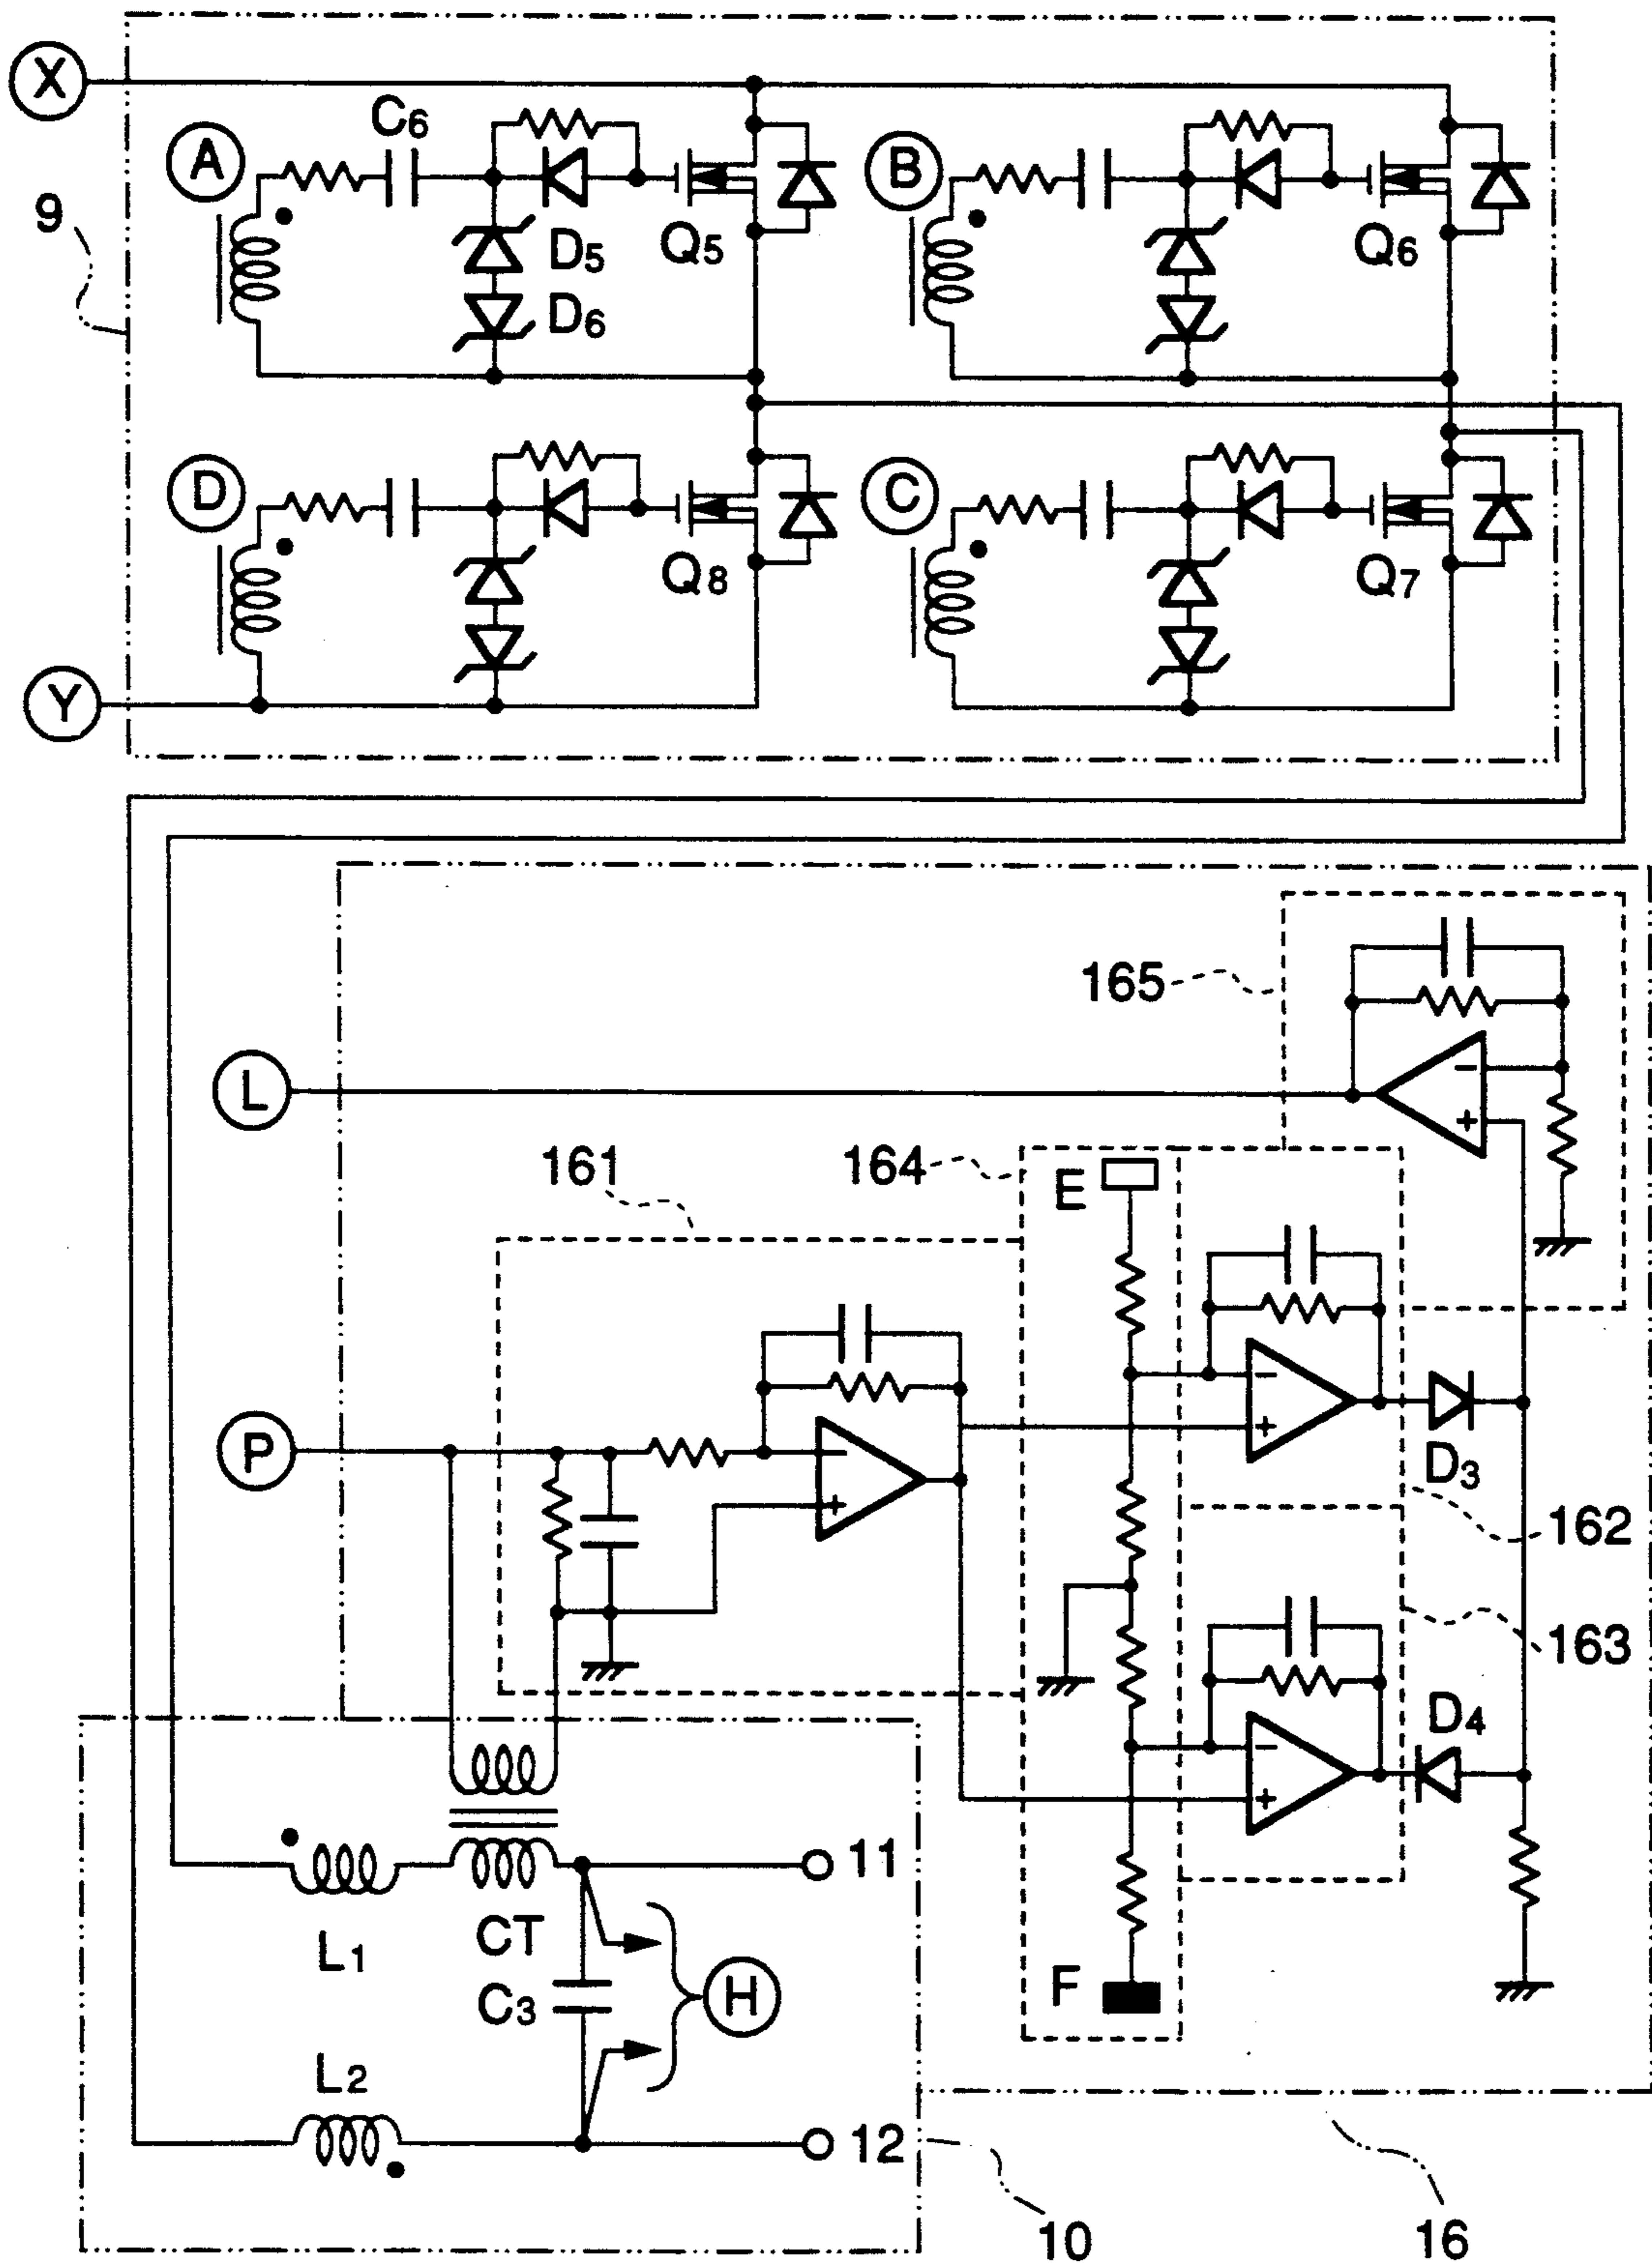 X
A
C6
B
9
D5
Q5
Q6
D6
D
C
Q8
Q7
Y
165
L
-
+
161
164
E
-
+
P
-
+
D3
162
163
D4
-
+
11
CT
L1
C3
H
F
L2
12
10
16